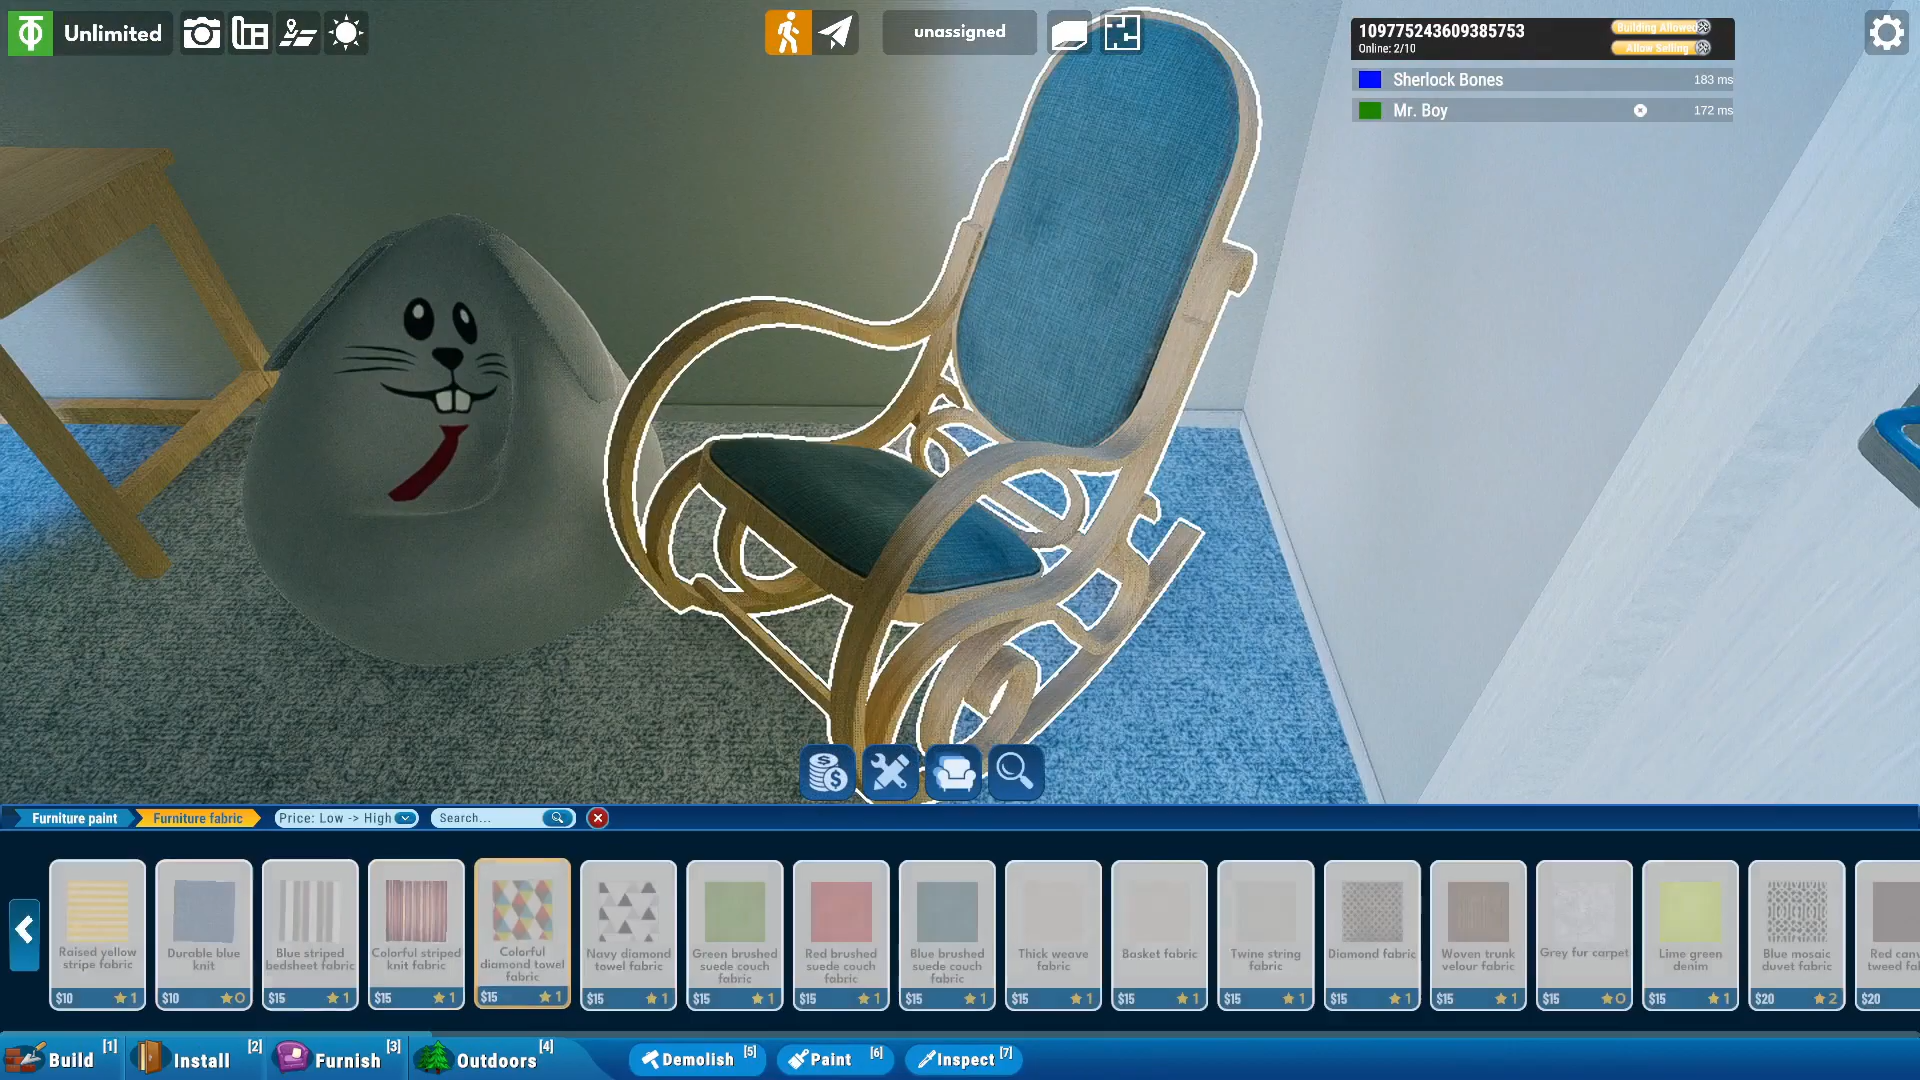 Unlimited
unassigned
109775243609385753
Online: 2/10
Building Allowed
Allow Selling
Sherlock Bones
183 ms
Mr. Boy
172 ms
Furniture paint
Furniture fabric
Price: Low -> High
Search...
Raised yellow stripe fabric
$10
1
Durable blue knit
$10
0
Blue striped bedsheet fabric
$15
1
Colorful striped knit fabric
$15
1
Colorful diamond towel fabric
$15
1
Navy diamond towel fabric
$15
1
Green brushed suede couch fabric
$15
1
Red brushed suede couch fabric
$15
1
Blue brushed suede couch fabric
$15
1
Thick weave fabric
$15
1
Basket fabric
$15
1
Twine string fabric
$15
1
Diamond fabric
$15
1
Woven trunk velour fabric
$15
1
Grey fur carpet
$15
0
Lime green denim
$15
1
Blue mosaic duvet fabric
$20
2
Red can
tweed fa
$20
Build [1]
Install [2]
Furnish [3]
Outdoors [4]
Demolish [5]
Paint [6]
Inspect [7]